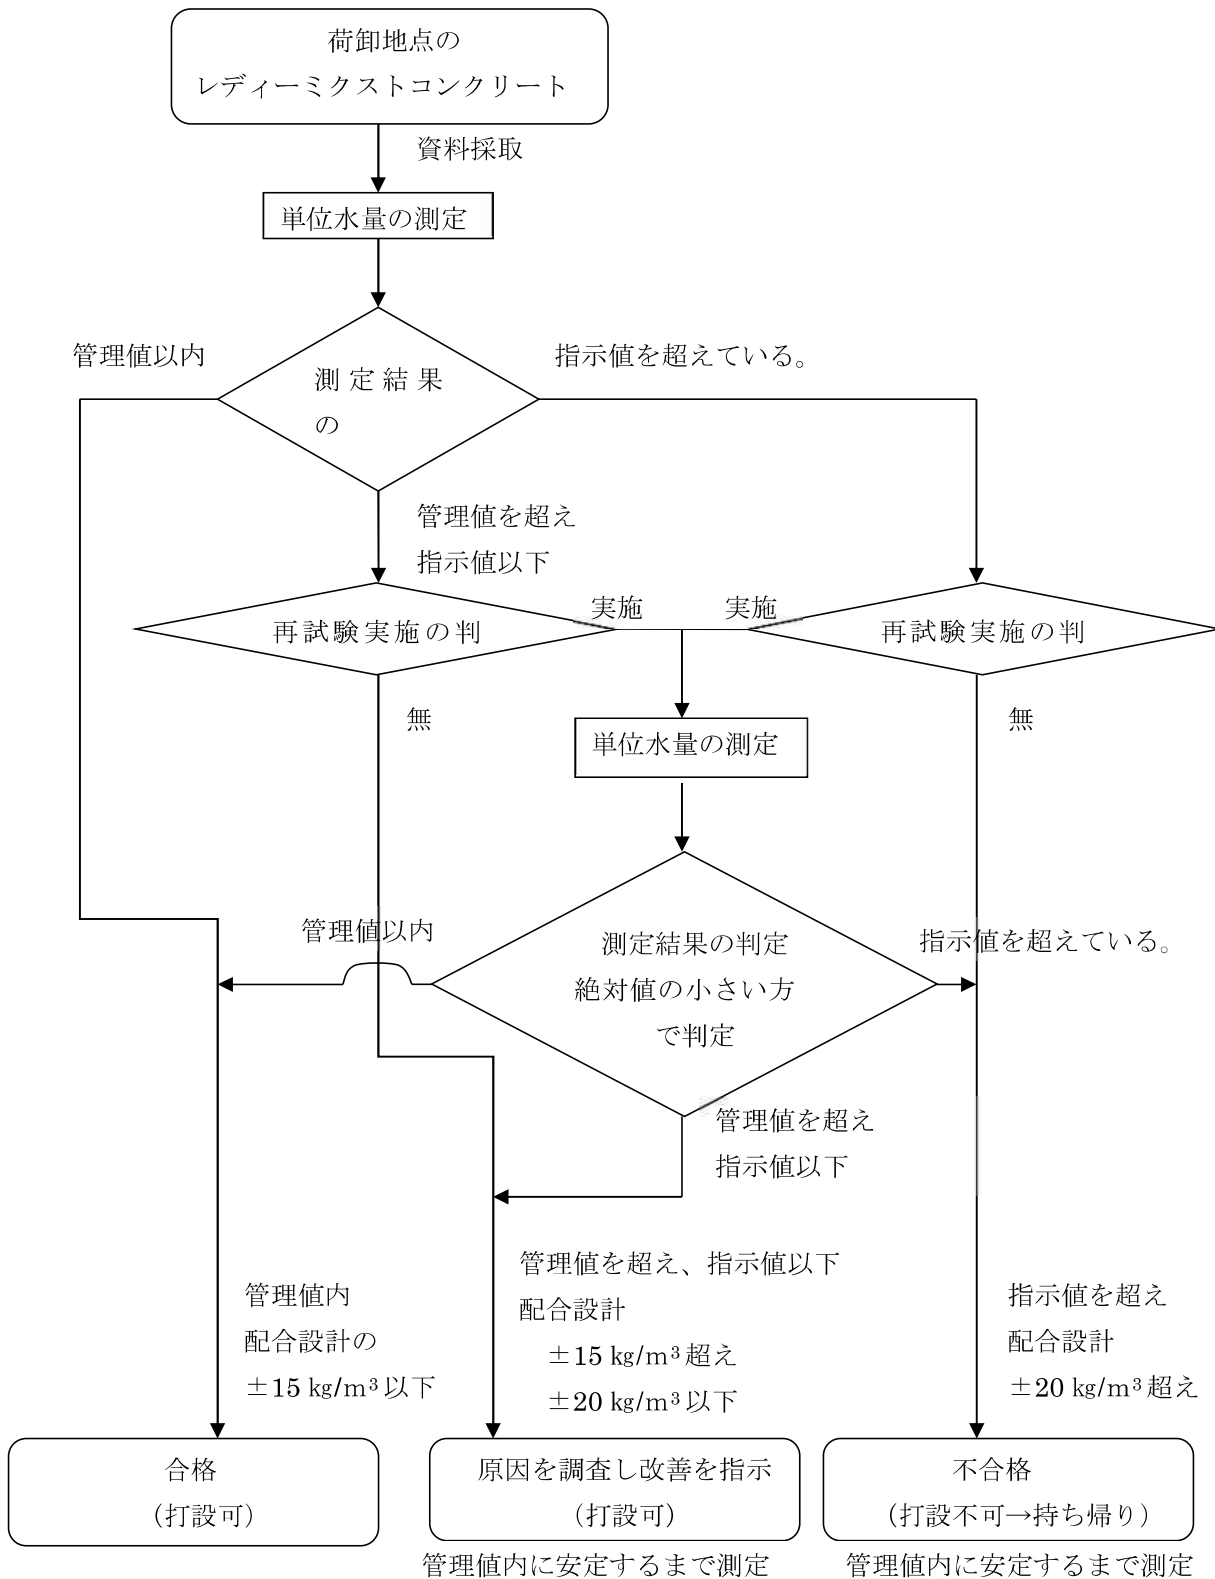 荷卸地点の
レディーミクストコンクリート
資料採取
単位水量の測定
管理値以内
指示値を超えている。
測定結果
の
管理値を超え
指示値以下
実施
実施
再試験実施の判
再試験実施の判
無
無
単位水量の測定
管理値以内
測定結果の判定
絶対値の小さい方
で判定
指示値を超えている。
管理値を超え
指示値以下
管理値内
配合設計の
±15 kg/m³以下
管理値を超え、指示値以下
配合設計
±15 kg/m³超え
±20 kg/m³以下
指示値を超え
配合設計
±20 kg/m³超え
合格
（打設可）
原因を調査し改善を指示
（打設可）
不合格
（打設不可→持ち帰り）
管理値内に安定するまで測定
管理値内に安定するまで測定